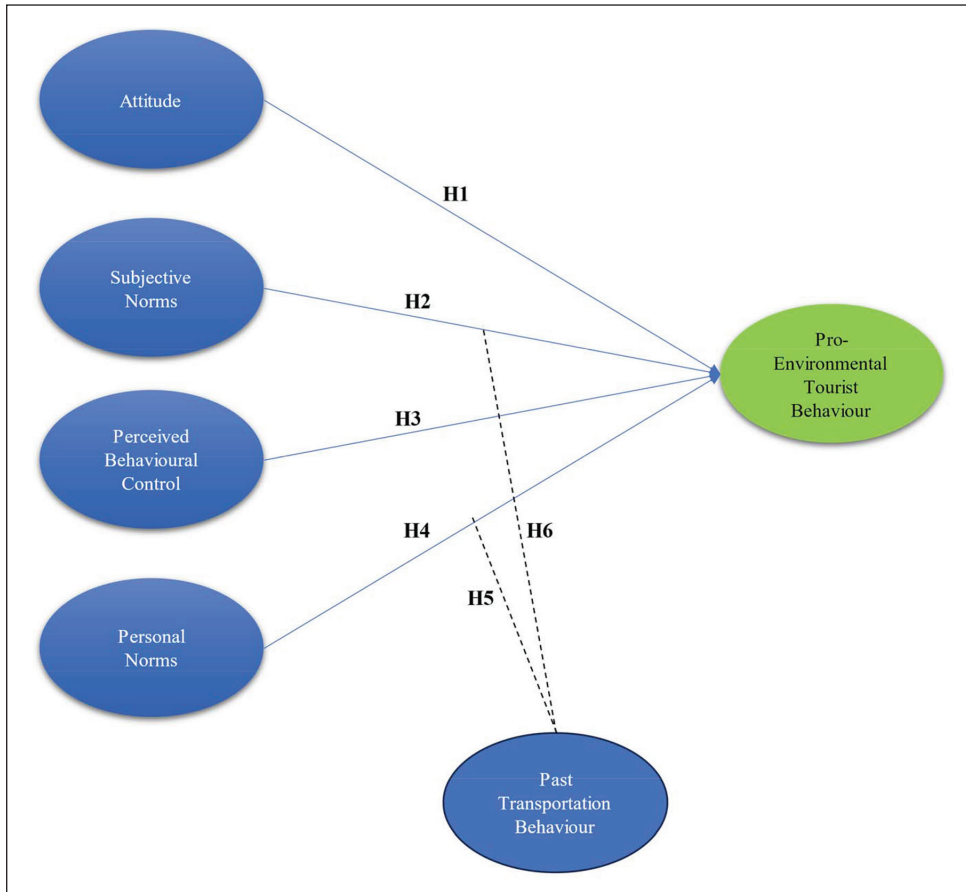 Attitude
H1
Subjective
Norms
H2
Pro-
Environmental
Tourist
Behaviour
Perceived
Behavioural
Control
H3
H4
H6
H5
Personal
Norms
Past
Transportation
Behaviour